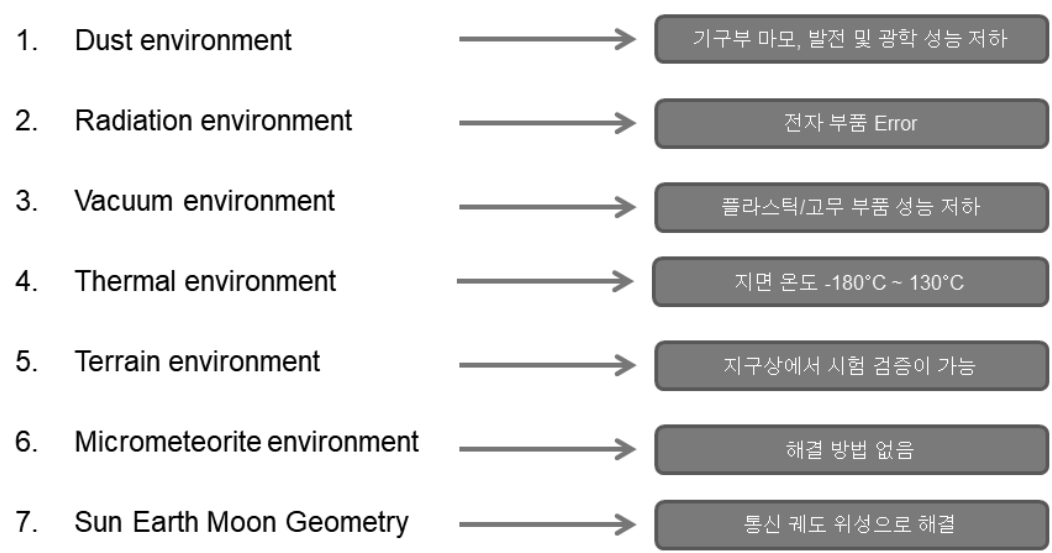 1. Dust environment 기구부 마모, 발전 및 광학 성능 저하
2. Radiation environment 전자 부품 Error
3. Vacuum environment 플라스틱/고무 부품 성능 저하
4. Thermal environment 지면 온도 -180°C ~ 130°C
5. Terrain environment 지구상에서 시험 검증이 가능
6. Micrometeorite environment 해결 방법 없음
7. Sun Earth Moon Geometry 통신 궤도 위성으로 해결